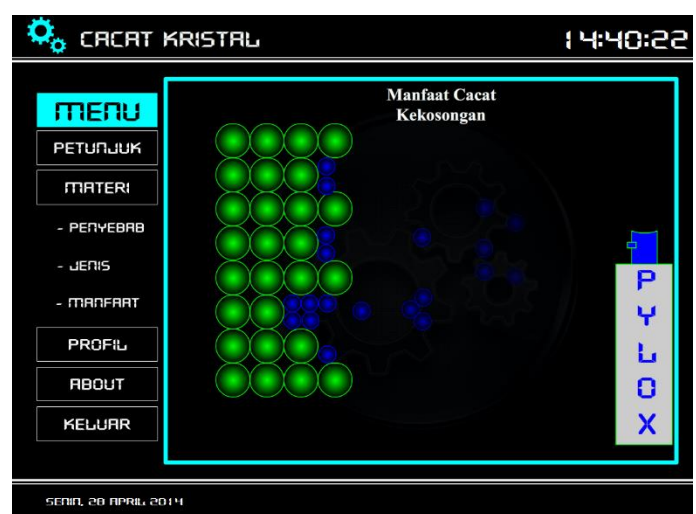 CACAT KRISTAL
14:40:22
MENU
PETUNJUK
MATERI
- PENYEBAB
- JENIS
- MANFAAT
PROFIL
ABOUT
KELUAR
Manfaat Cacat
Kekosongan
P
Y
L
O
X
SENIN, 28 APRIL 2014